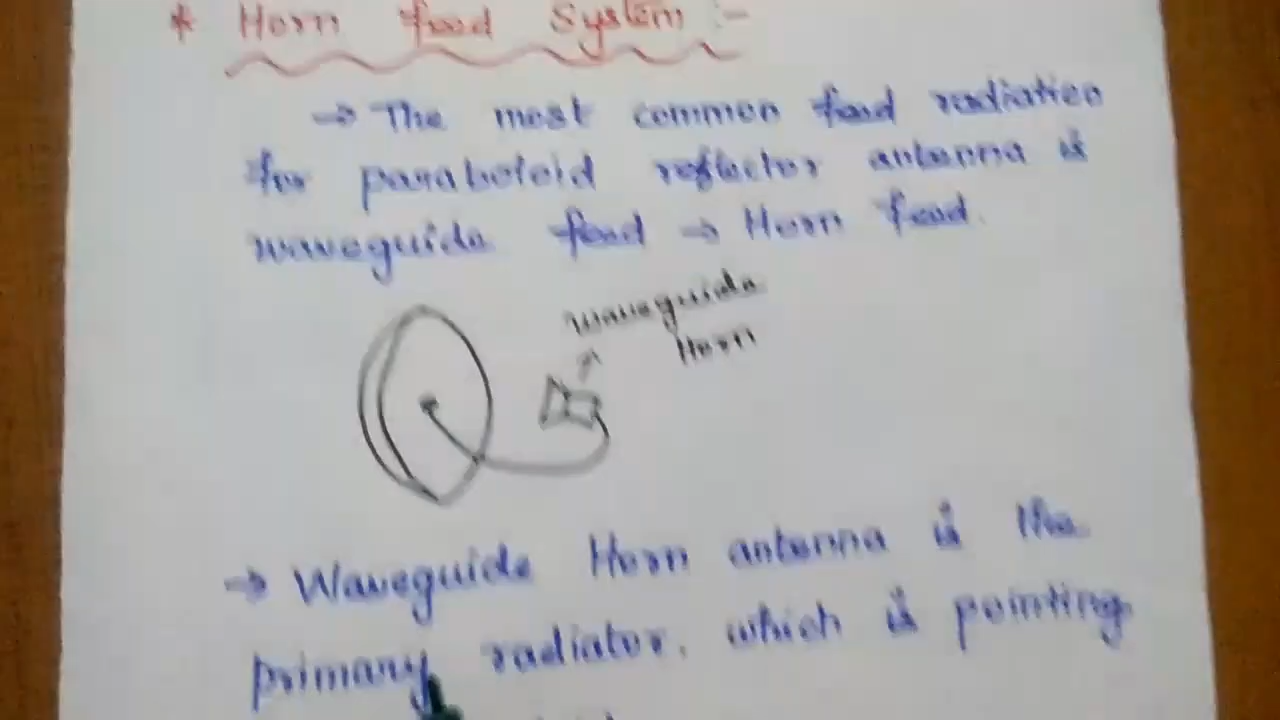 * Horn feed System :-
→ The most common feed radiation
for paraboloid reflector antenna is
waveguide feed → Horn feed.
waveguide
Horn
→ Waveguide Horn antenna is the
primary radiator, which is pointing